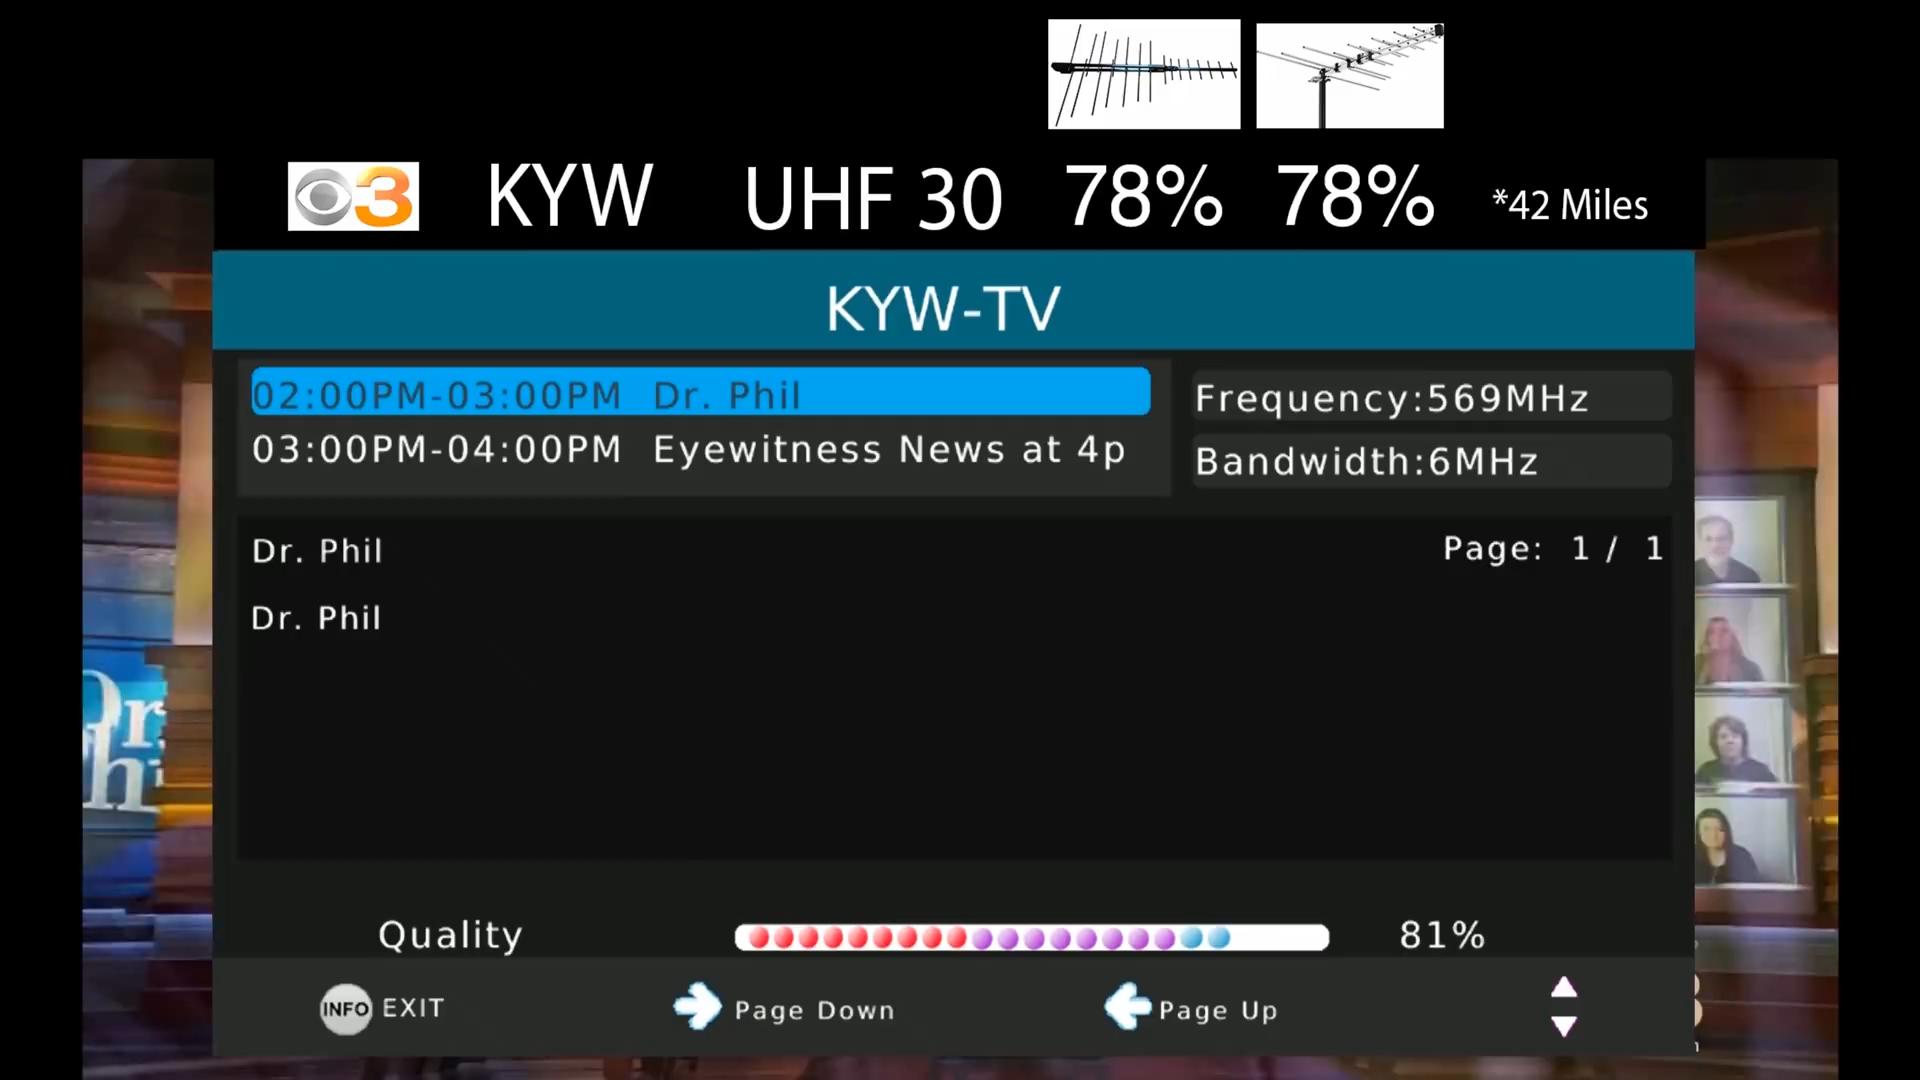 3 KYW UHF 30 78% 78% *42 Miles
KYW-TV
02:00PM-03:00PM Dr. Phil
03:00PM-04:00PM Eyewitness News at 4p
Frequency:569MHz
Bandwidth:6MHz
Dr. Phil
Page: 1 / 1
Dr. Phil
Quality 81%
INFO EXIT Page Down Page Up